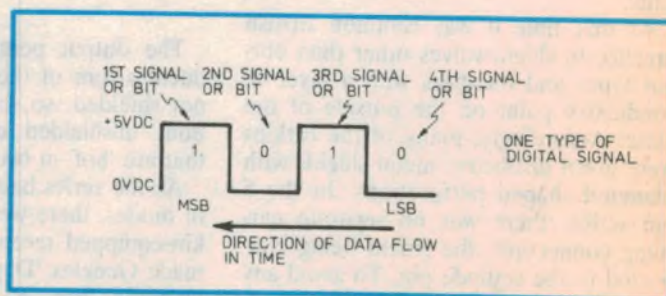 1ST SIGNAL 2ND SIGNAL 3RD SIGNAL 4TH SIGNAL
OR BIT OR BIT OR BIT OR BIT
+5VDC
1 0 1 0
ONE TYPE OF
DIGITAL SIGNAL.
0VDC
MSB LSB
DIRECTION OF DATA FLOW
IN TIME